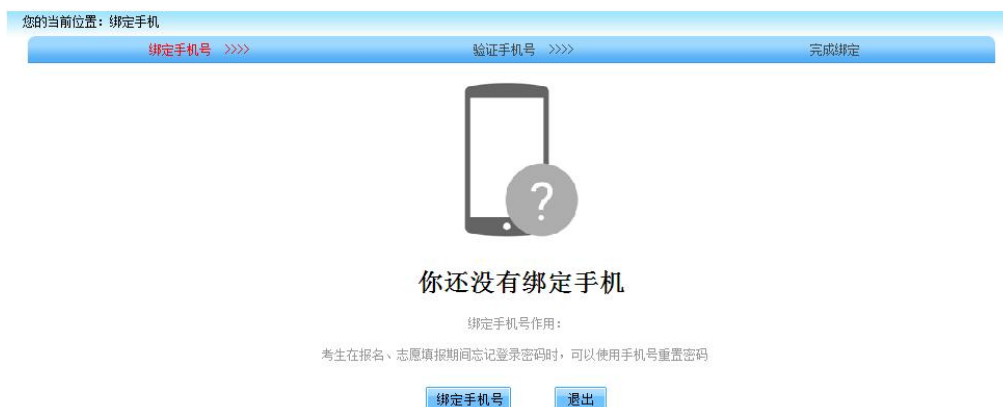 您的当前位置：绑定手机
绑定手机号 >>>> 验证手机号 >>>> 完成绑定
?
你还没有绑定手机
绑定手机号作用：
考生在报名、志愿填报期间忘记登录密码时，可以使用手机号重置密码
绑定手机号 退出